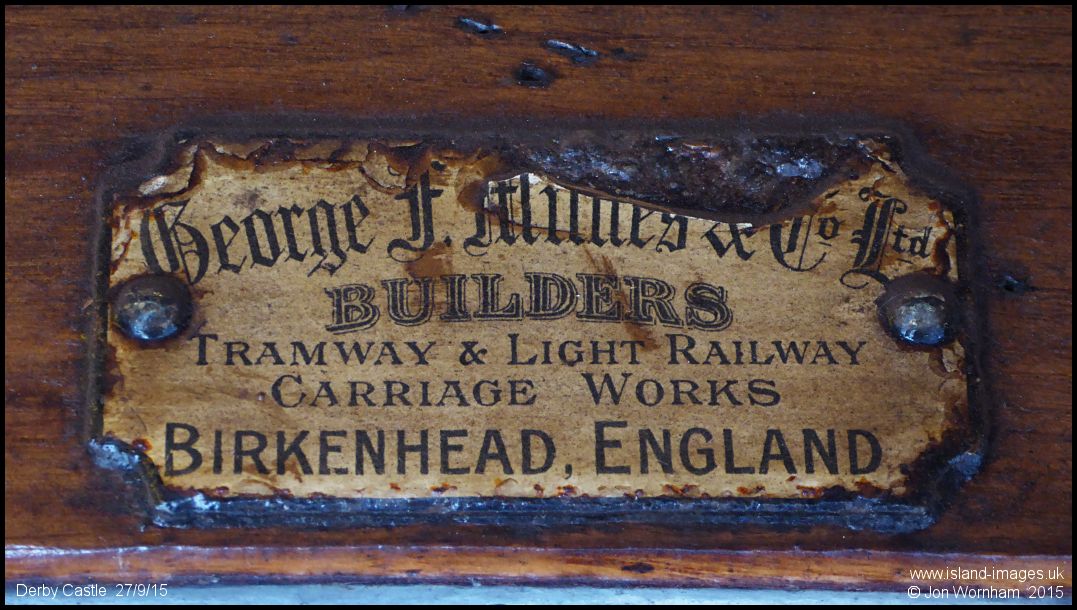 George F. Milnes & Co Ltd
BUILDERS
TRAMWAY & LIGHT RAILWAY
CARRIAGE WORKS
BIRKENHEAD, ENGLAND
Derby Castle 27/9/15
www.island-images.uk
© Jon Wornham 2015